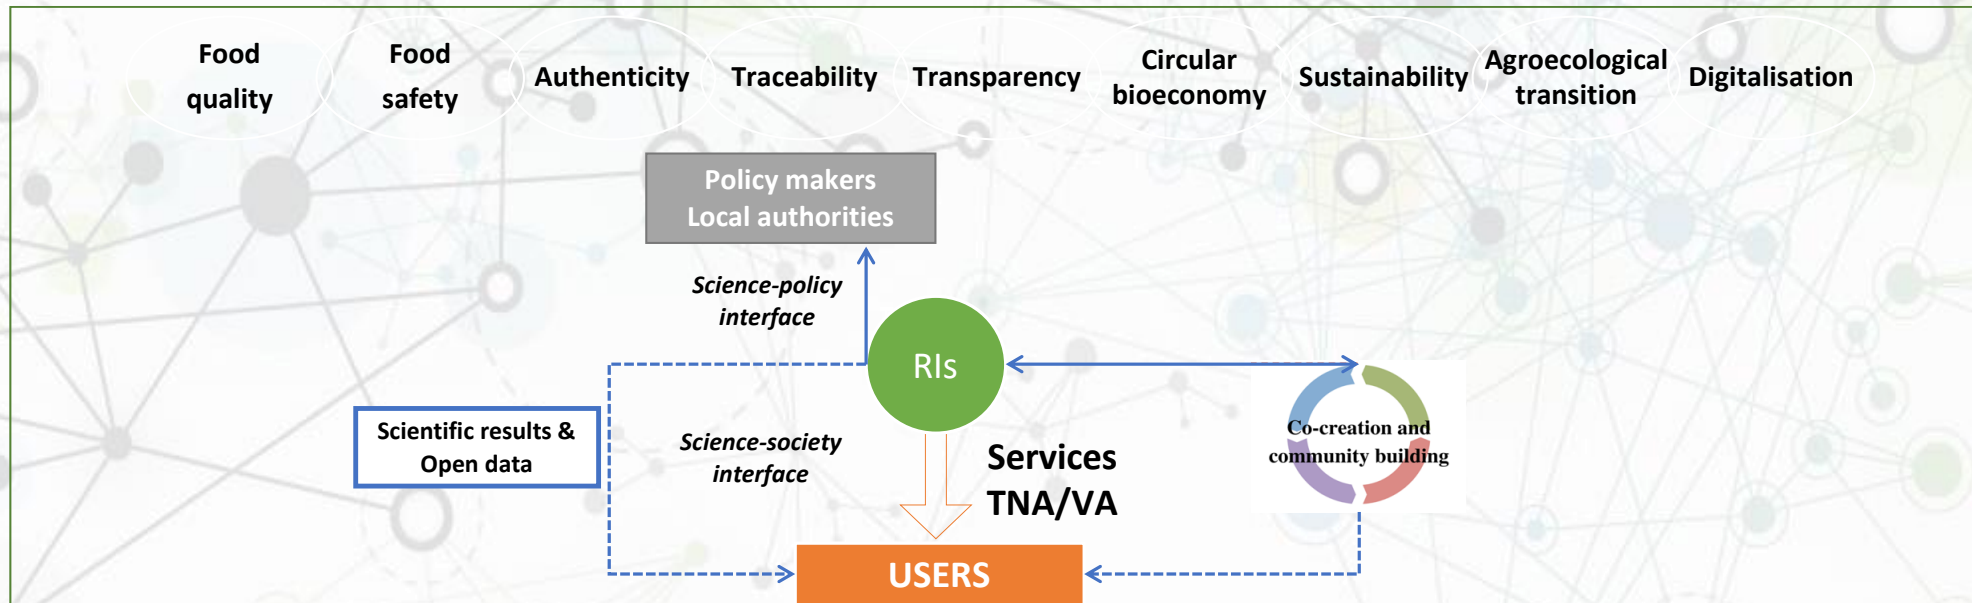 Food
quality
Food
safety
Authenticity
Traceability
Transparency
Circular
bioeconomy
Sustainability
Agroecological
transition
Digitalisation
Policy makers
Local authorities
Science-policy
interface
RIs
Scientific results &
Open data
Science-society
interface
Services
TNA/VA
Co-creation and
community building
USERS